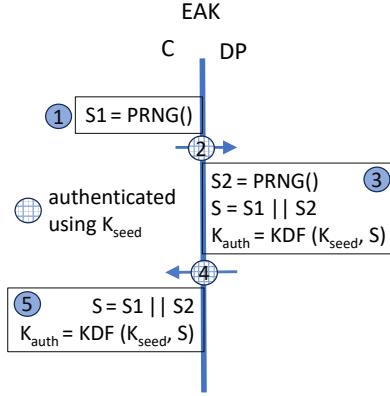 EAK
C DP
1 S1 = PRNG()
2
S2 = PRNG() 3
S = S1 || S2
K_auth = KDF (K_seed, S)
authenticated
using K_seed
4
5 S = S1 || S2
K_auth = KDF (K_seed, S)